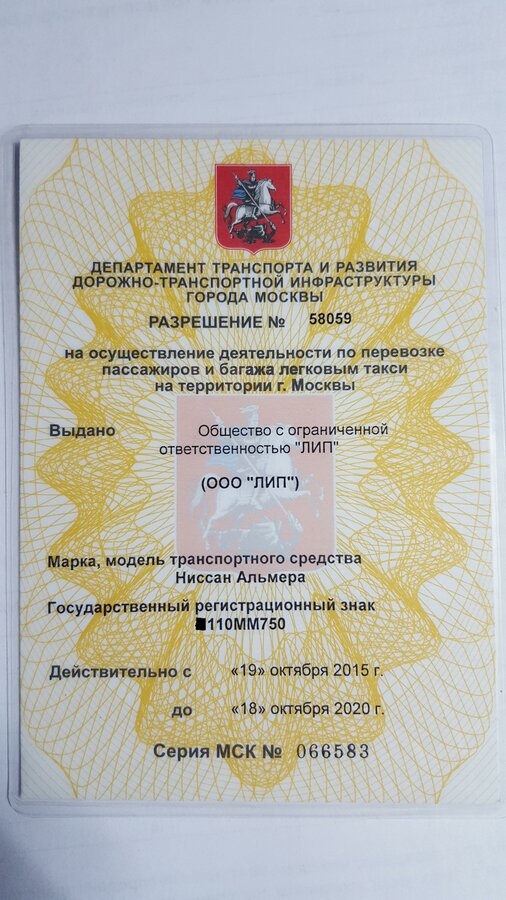 ДЕПАРТАМЕНТ ТРАНСПОРТА И РАЗВИТИЯ
ДОРОЖНО-ТРАНСПОРТНОЙ ИНФРАСТРУКТУРЫ
ГОРОДА МОСКВЫ
РАЗРЕШЕНИЕ № 58059
на осуществление деятельности по перевозке
пассажиров и багажа легковым такси
на территории г. Москвы
Выдано Общество с ограниченной
ответственностью "ЛИП"
(ООО "ЛИП")
Марка, модель транспортного средства
Ниссан Альмера
Государственный регистрационный знак
110ММ750
Действительно с «19» октября 2015 г.
до «18» октября 2020 г.
Серия МСК № 066583